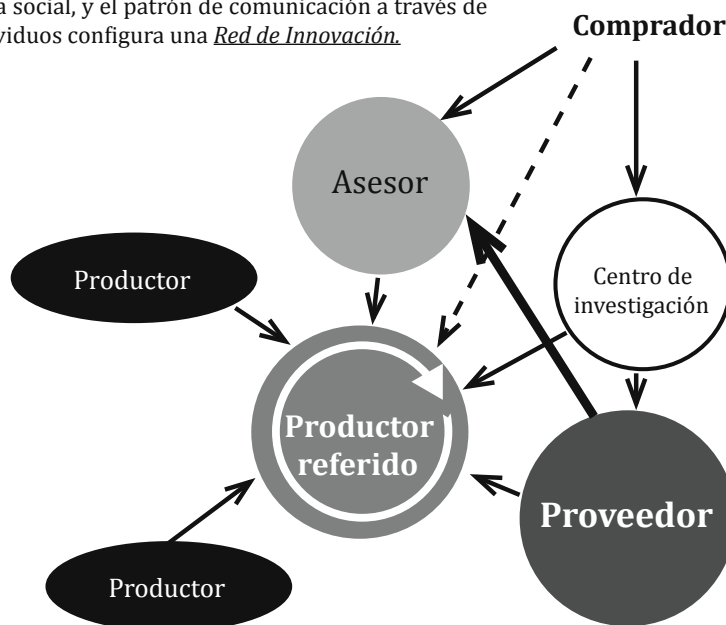 a social, y el patrón de comunicación a través de
viduos configura una Red de Innovación.
Comprador
Asesor
Productor
Centro de
investigación
Productor
referido
Proveedor
Productor